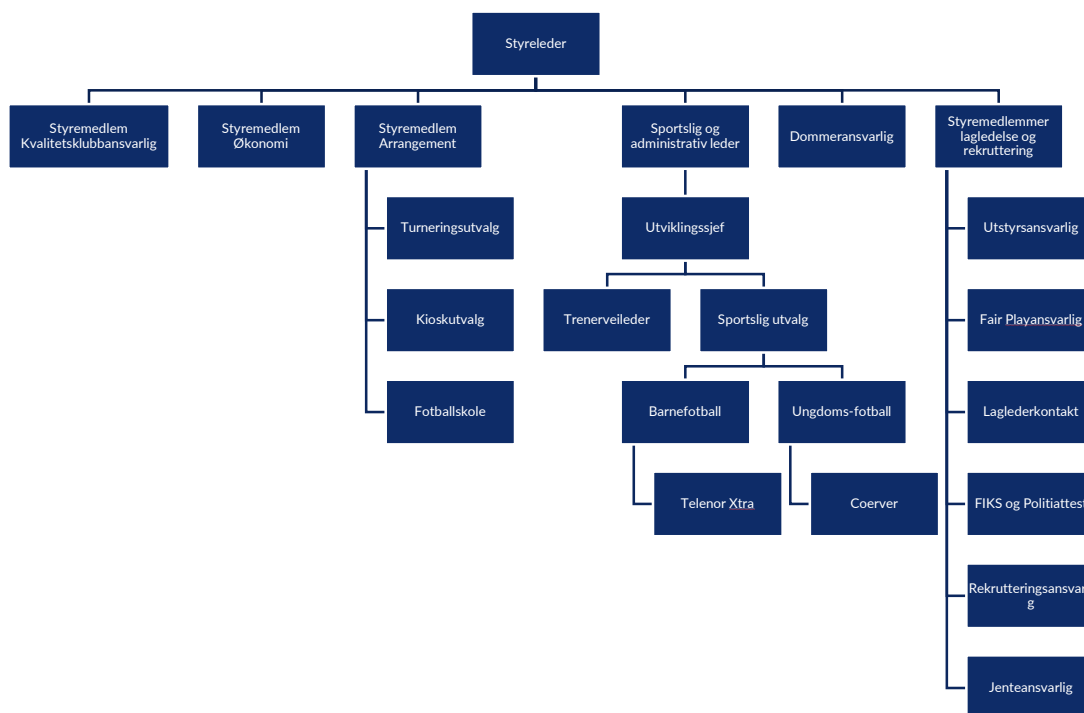 Styreleder
Styremedlem
Kvalitetsklubbansvarlig
Styremedlem
Økonomi
Styremedlem
Arrangement
Sportslig og
administrativ leder
Dommeransvarlig
Styremedlemmer
lagledelse og
rekruttering
Turneringsutvalg
Utviklingssjef
Utstyrsansvarlig
Kioskutvalg
Trenerveileder
Sportslig utvalg
Fair Playansvarlig
Fotballskole
Barnefotball
Ungdoms-fotball
Laglederkontakt
Telenor Xtra
Coerver
FIKS og Politiattest
Rekrutteringsansvarli
g
Jenteansvarlig